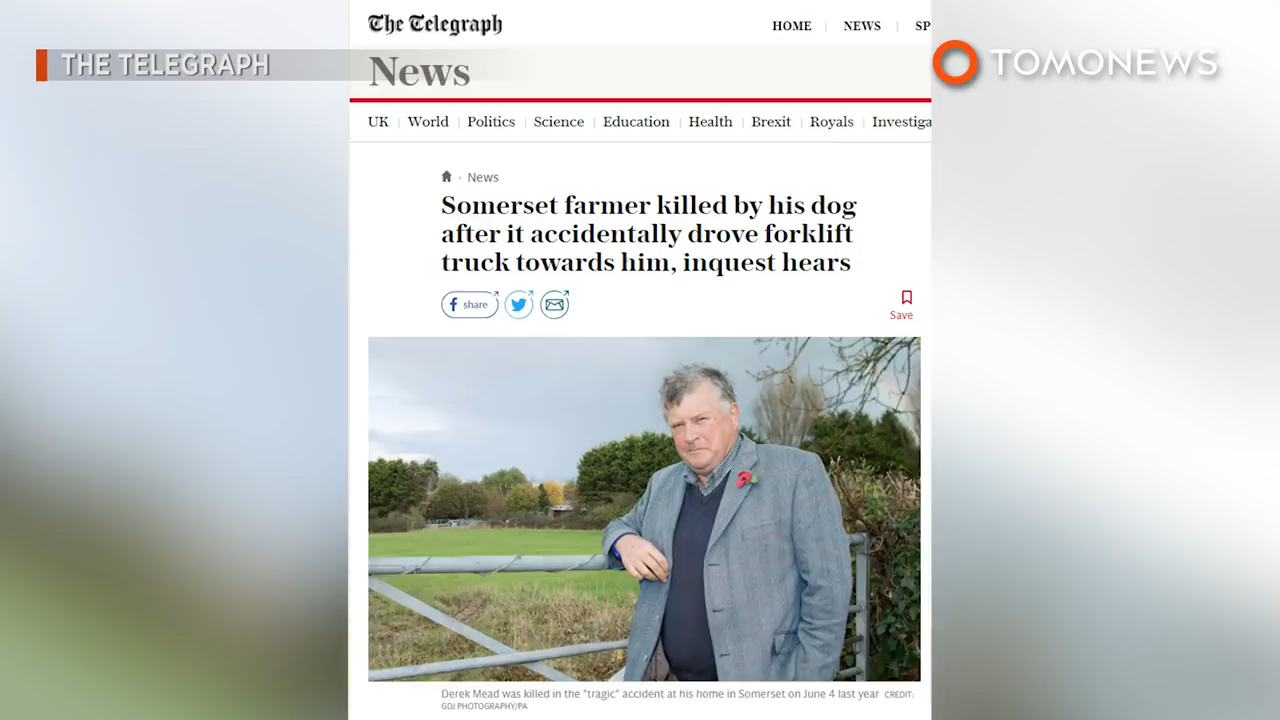 The Telegraph
HOME NEWS SP
THE TELEGRAPH
News
TOMONEWS
UK World Politics Science Education Health Brexit Royals Investiga
News
Somerset farmer killed by his dog
after it accidentally drove forklift
truck towards him, inquest hears
share
Save
Derek Mead was killed in the "tragic" accident at his home in Somerset on June 4 last year CREDIT:
GDJ PHOTOGRAPHY/PA